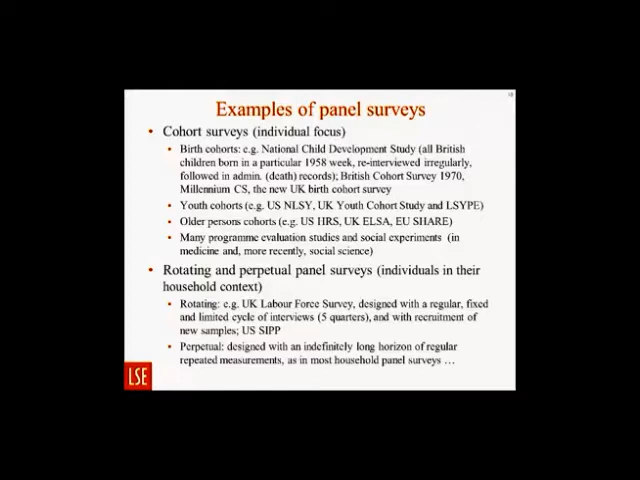 Examples of panel surveys
• Cohort surveys (individual focus)
• Birth cohorts: e.g. National Child Development Study (all British
children born in a particular 1958 week, re-interviewed irregularly,
followed in admin. (death) records); British Cohort Survey 1970,
Millennium CS, the new UK birth cohort survey
• Youth cohorts (e.g. US NLSY, UK Youth Cohort Study and LSYPE)
• Older persons cohorts (e.g. US HRS, UK ELSA, EU SHARE)
• Many programme evaluation studies and social experiments (in
medicine and, more recently, social science)
• Rotating and perpetual panel surveys (individuals in their
household context)
• Rotating: e.g. UK Labour Force Survey, designed with a regular, fixed
and limited cycle of interviews (5 quarters), and with recruitment of
new samples; US SIPP
• Perpetual: designed with an indefinitely long horizon of regular
repeated measurements, as in most household panel surveys …
LSE